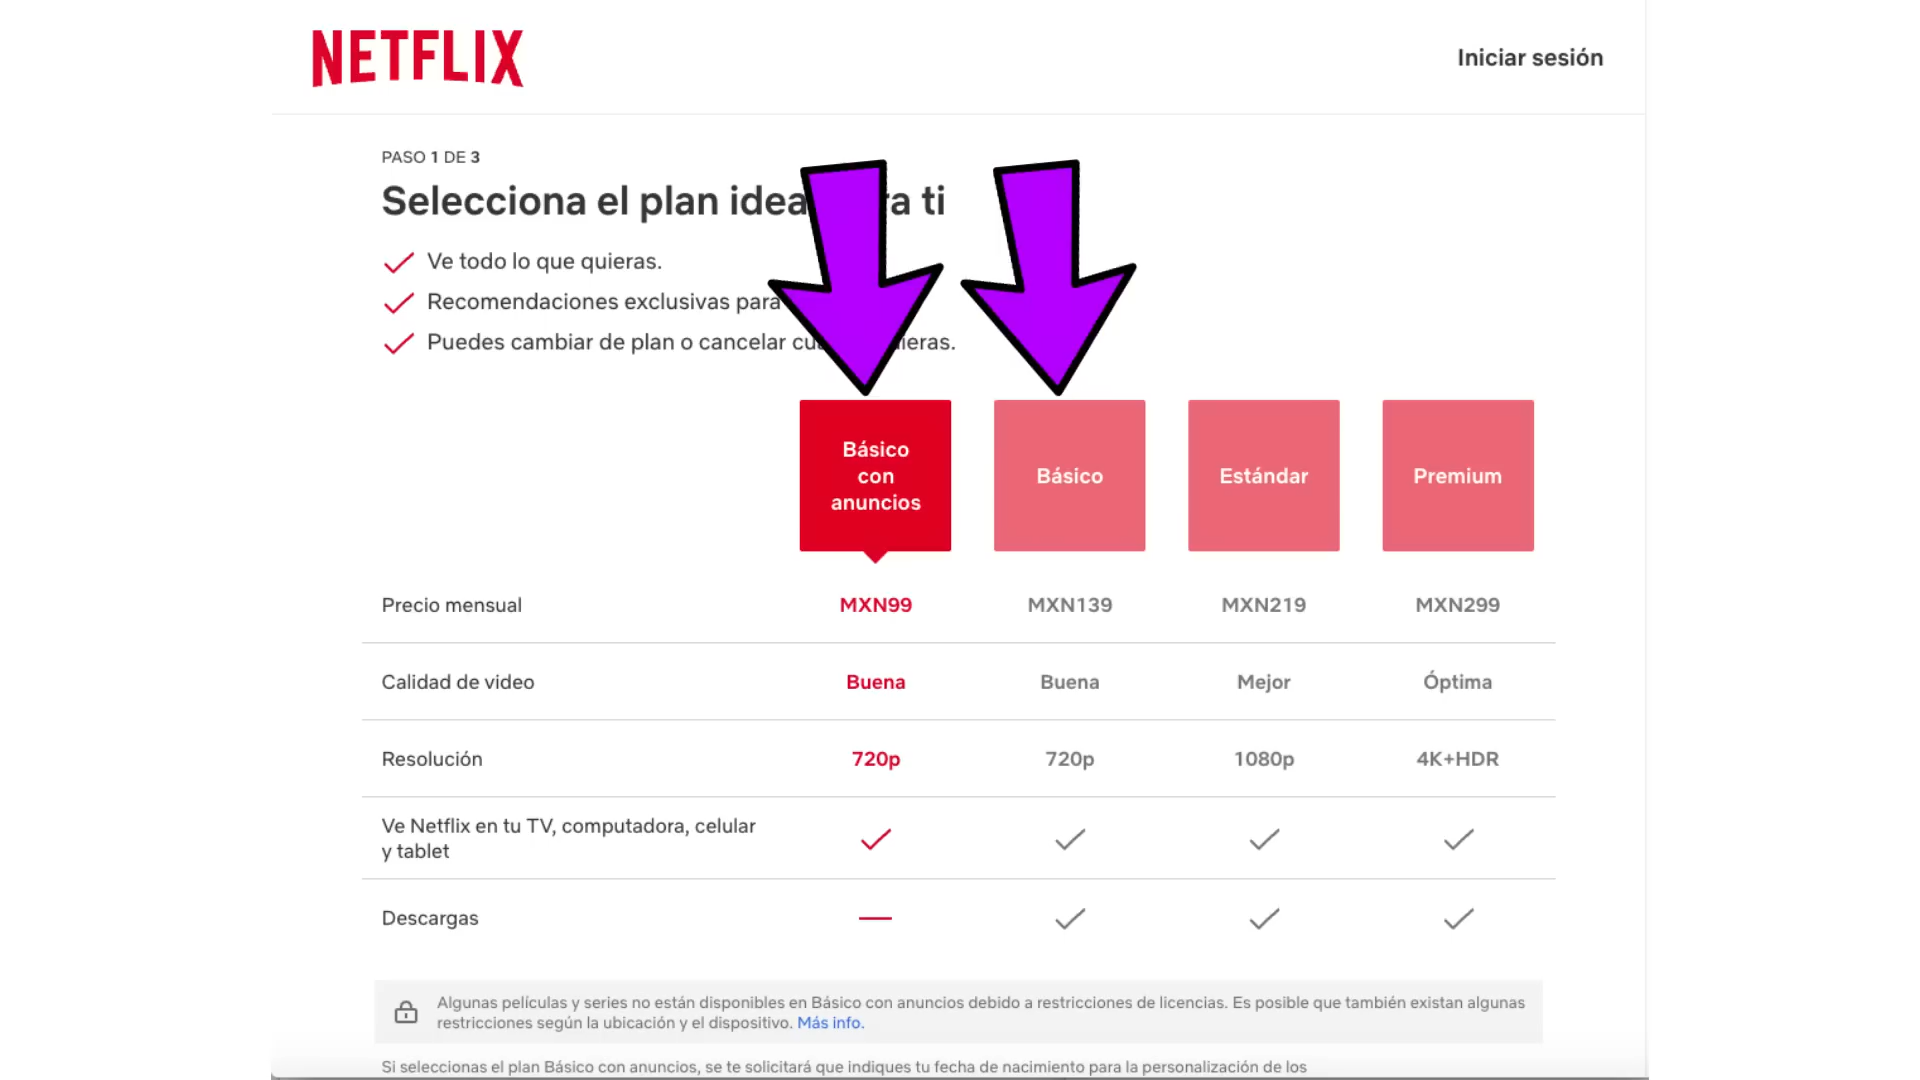 NETFLIX
Iniciar sesión
PASO 1 DE 3
Selecciona el plan a ti
Ve todo lo que quieras.
Recomendaciones exclusivas para
Puedes cambiar de plan o cancelar
Básico
con
anuncios
Básico
Estándar
Premium
Precio mensual MXN99 MXN139 MXN219 MXN299
Calidad de video Buena Buena Mejor Óptima
Resolución 720p 720p 1080p 4K+HDR
Ve Netflix en tu TV, computadora, celular
y tablet
Descargas
Algunas películas y series no están disponibles en Básico con anuncios debido a restricciones de licencias. Es posible que también existan algunas
restricciones según la ubicación y el dispositivo. Más info.
Si seleccionas el plan Básico con anuncios, se te solicitará que indiques tu fecha de nacimiento para la personalización de los